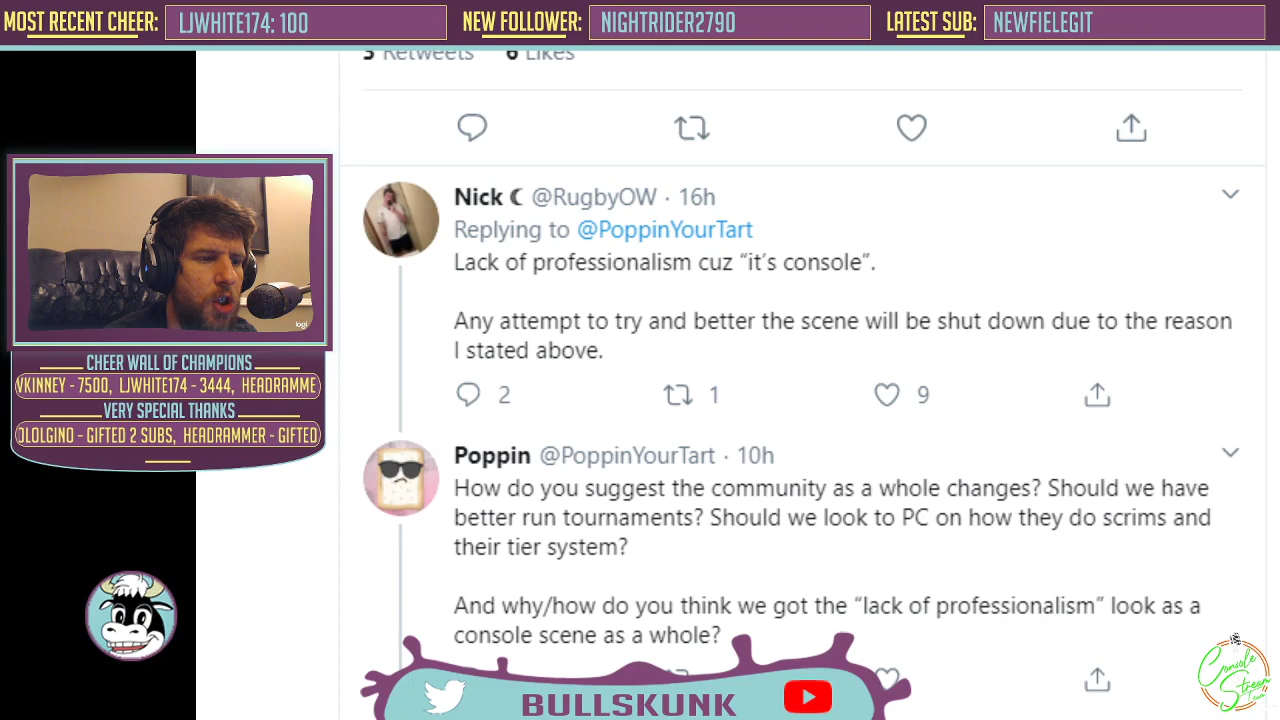 MOST RECENT CHEER: LJWHITE174: 100 NEW FOLLOWER: NIGHTRIDER2790 LATEST SUB: NEWFIELEGIT
3 Retweets 6 Likes
Nick @RugbyOW · 16h
Replying to @PoppinYourTart
Lack of professionalism cuz “it’s console”.
Any attempt to try and better the scene will be shut down due to the reason
I stated above.
2 1 9
logi
CHEER WALL OF CHAMPIONS
VKINNEY - 7500, LJWHITE174 - 3444, HEADRAMME
VERY SPECIAL THANKS
OLOLGINO - GIFTED 2 SUBS, HEADRAMMER - GIFTED
Poppin @PoppinYourTart · 10h
How do you suggest the community as a whole changes? Should we have
better run tournaments? Should we look to PC on how they do scrims and
their tier system?
And why/how do you think we got the “lack of professionalism” look as a
console scene as a whole?
BULLSKUNK
Console
Stream
.com